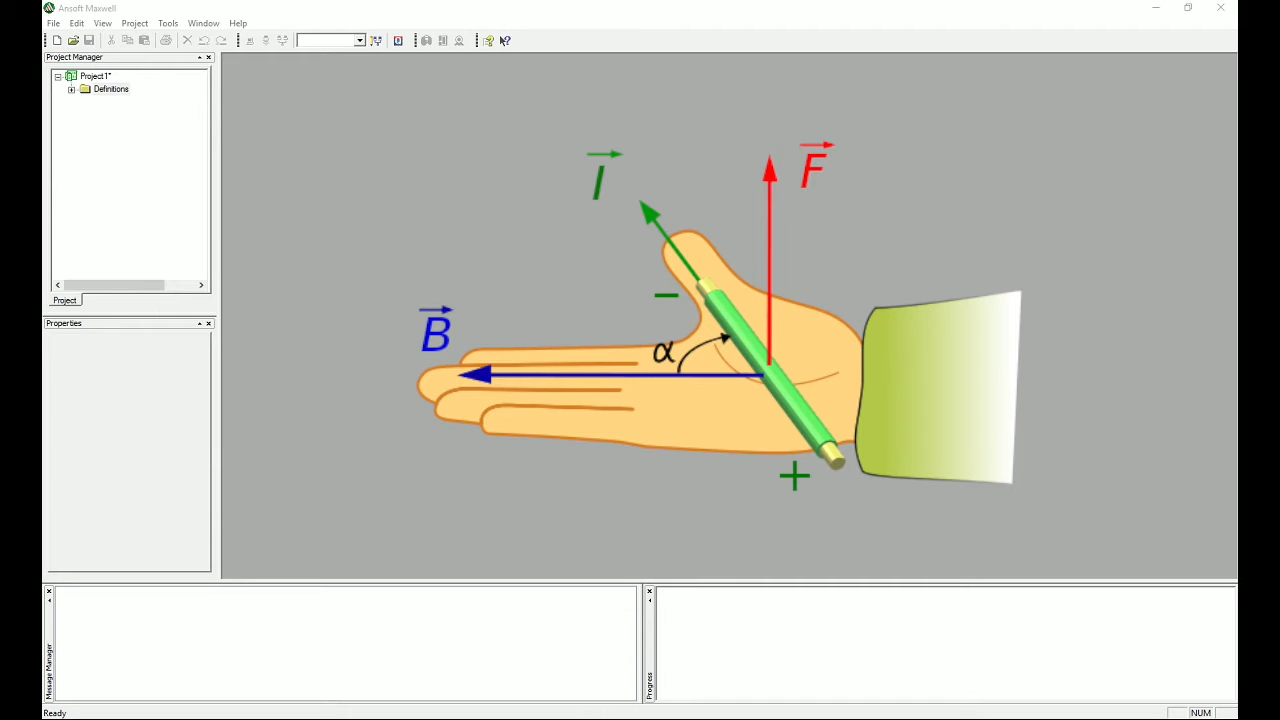 Ansoft Maxwell
File Edit View Project Tools Window Help
Project Manager
Project1*
Definitions
Project
Properties
I
F
B
α
−
+
Message Manager
Progress
Ready
NUM